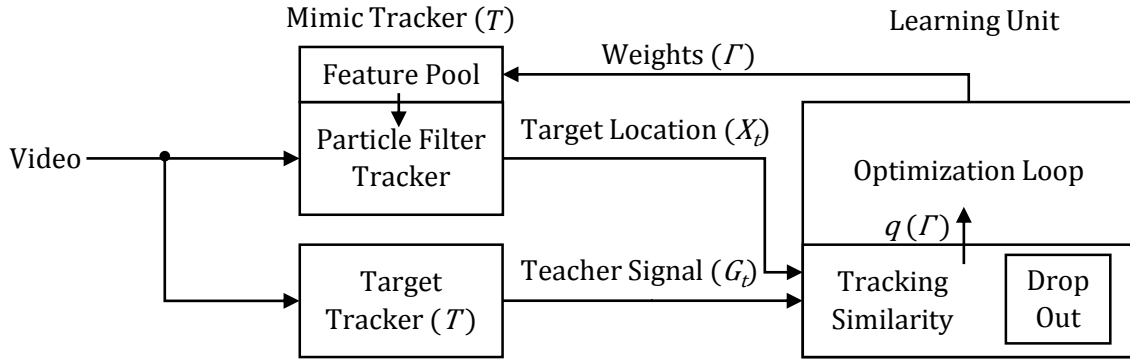 Mimic Tracker (T)
Learning Unit
Weights (Γ)
Feature Pool
Particle Filter
Tracker
Target Location (Xₜ)
Video
Optimization Loop
q (Γ)
Target
Tracker (T)
Teacher Signal (Gₜ)
Tracking
Similarity
Drop
Out